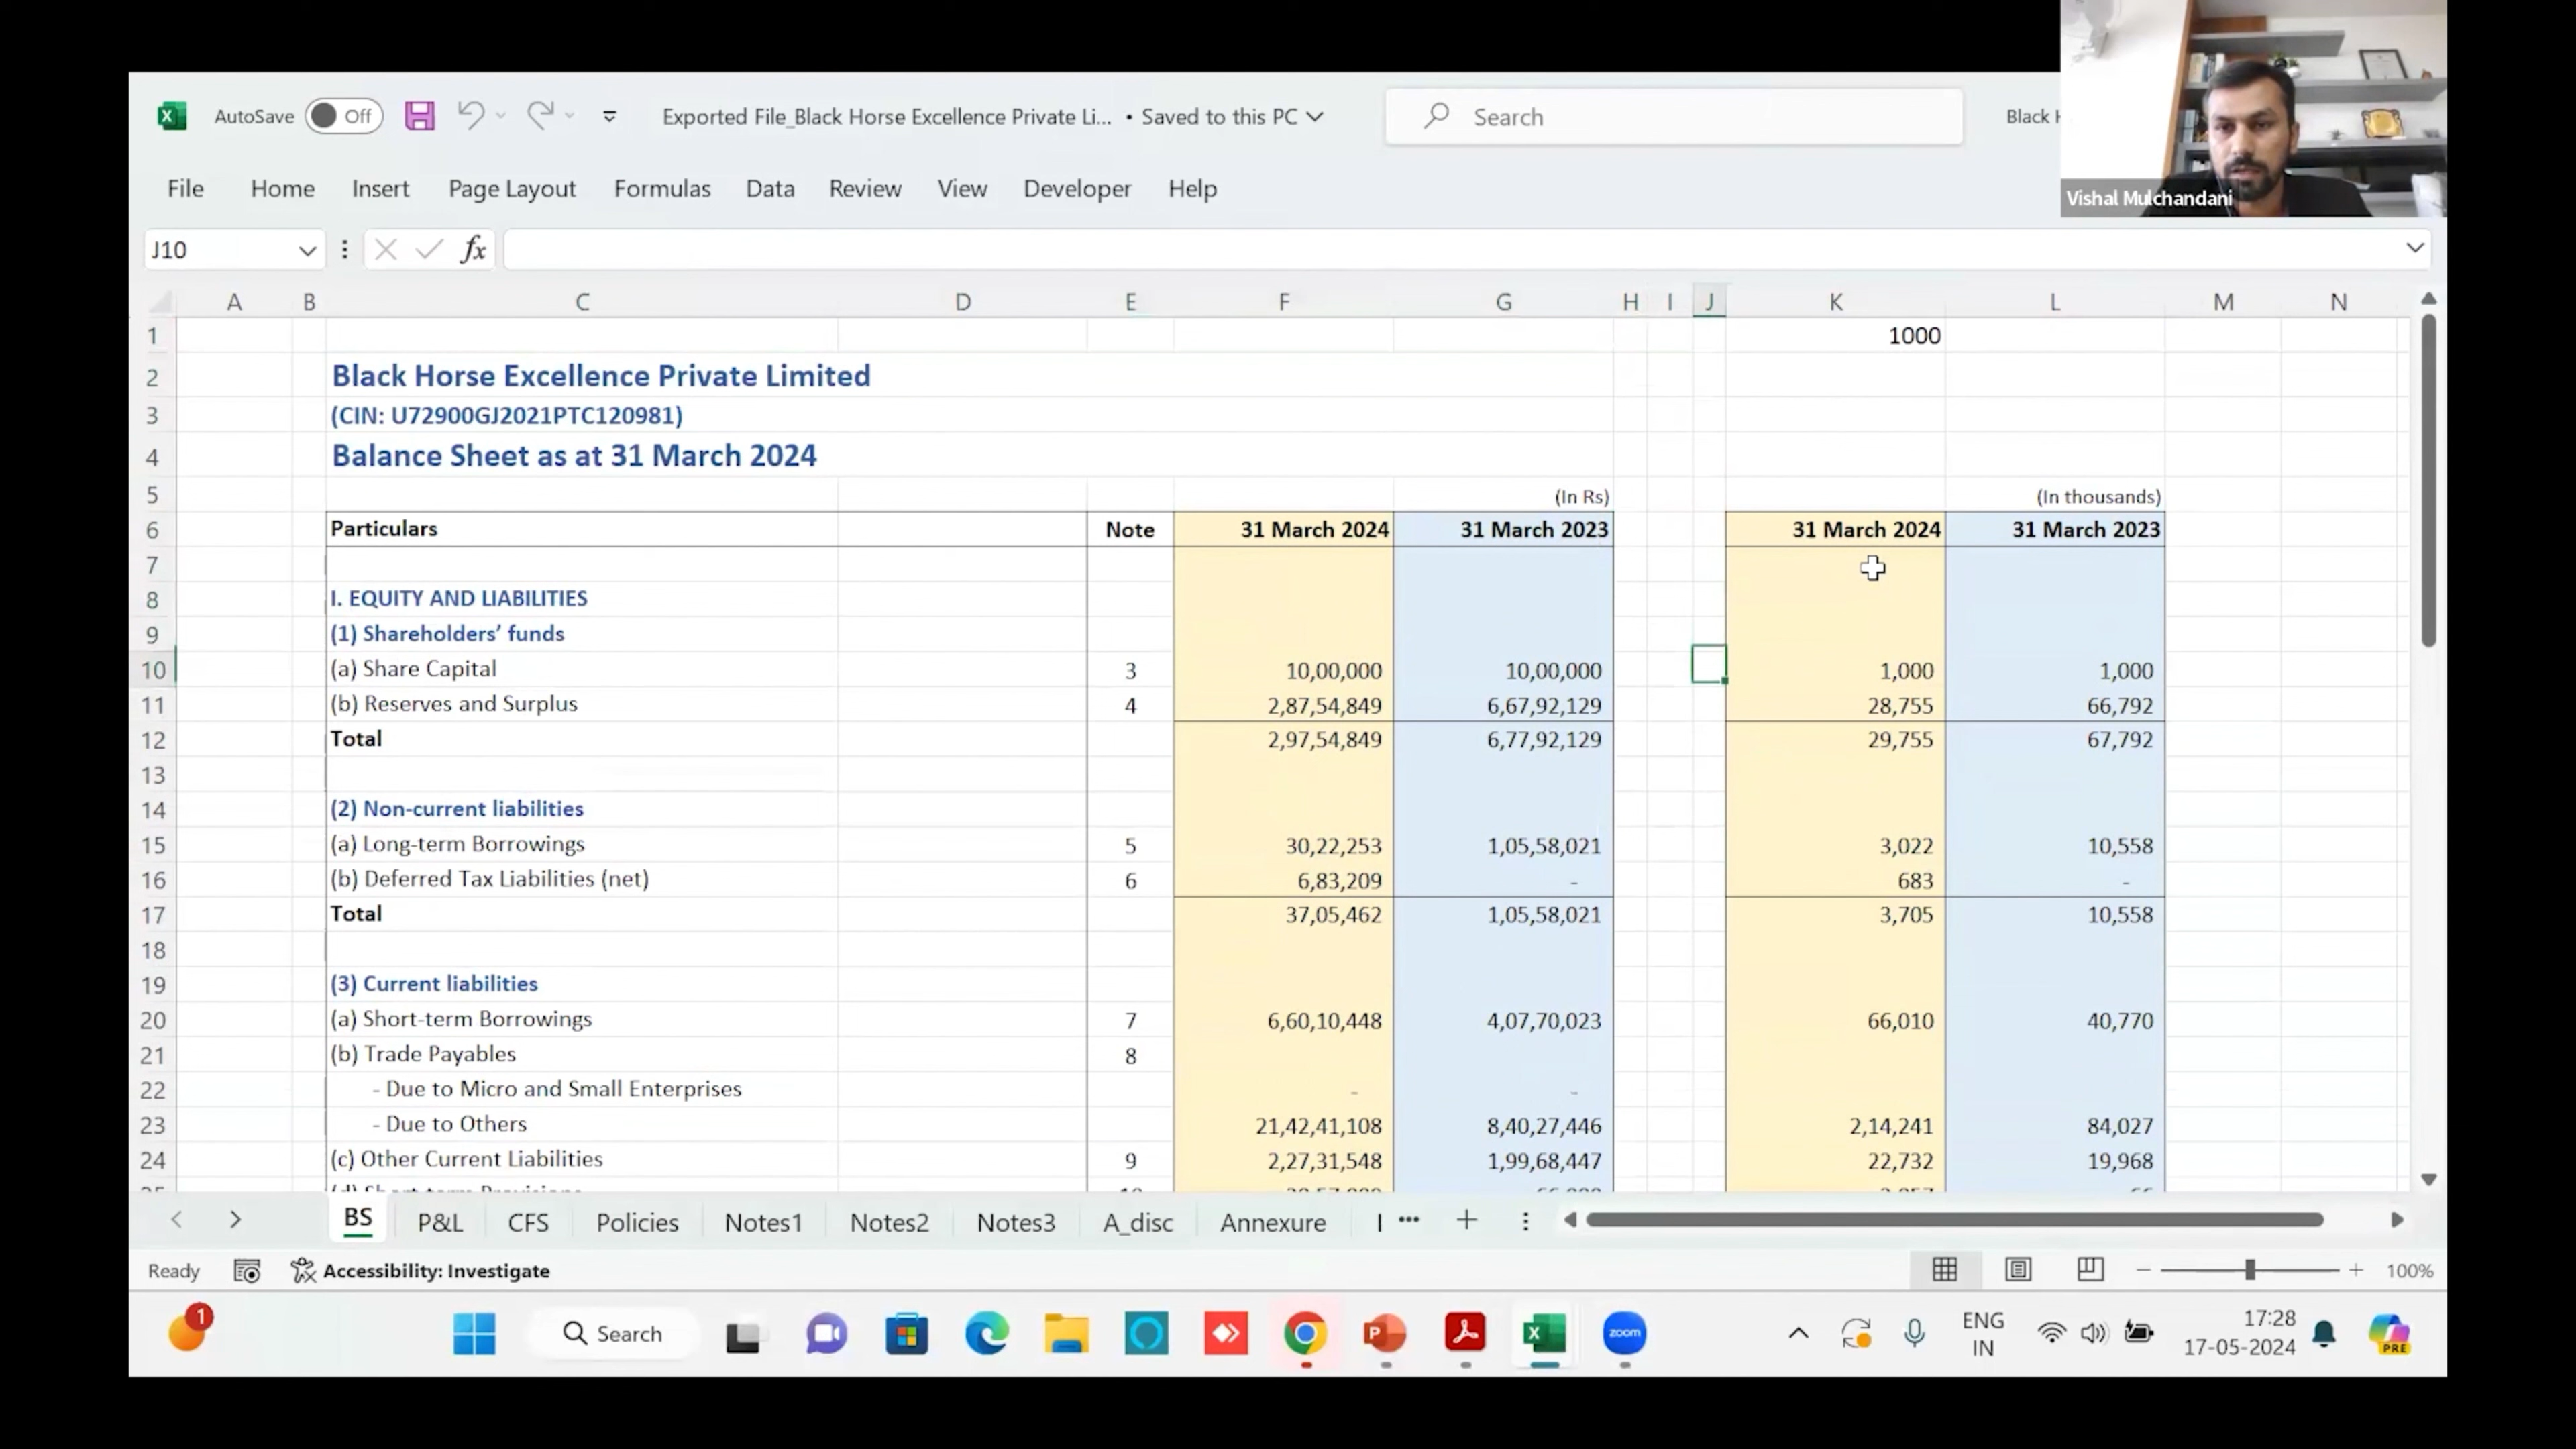 AutoSave Off Exported File_Black Horse Excellence Private Li... • Saved to this PC Search Black H
Vishal Mulchandani
File Home Insert Page Layout Formulas Data Review View Developer Help
J10 fx
A B C D E F G H I J K L M N
1 1000
2 Black Horse Excellence Private Limited
3 (CIN: U72900GJ2021PTC120981)
4 Balance Sheet as at 31 March 2024
5 (In Rs) (In thousands)
6 Particulars Note 31 March 2024 31 March 2023 31 March 2024 31 March 2023
7
8 I. EQUITY AND LIABILITIES
9 (1) Shareholders’ funds
10 (a) Share Capital 3 10,00,000 10,00,000 1,000 1,000
11 (b) Reserves and Surplus 4 2,87,54,849 6,67,92,129 28,755 66,792
12 Total 2,97,54,849 6,77,92,129 29,755 67,792
13
14 (2) Non-current liabilities
15 (a) Long-term Borrowings 5 30,22,253 1,05,58,021 3,022 10,558
16 (b) Deferred Tax Liabilities (net) 6 6,83,209 - 683 -
17 Total 37,05,462 1,05,58,021 3,705 10,558
18
19 (3) Current liabilities
20 (a) Short-term Borrowings 7 6,60,10,448 4,07,70,023 66,010 40,770
21 (b) Trade Payables 8
22 - Due to Micro and Small Enterprises - -
23 - Due to Others 21,42,41,108 8,40,27,446 2,14,241 84,027
24 (c) Other Current Liabilities 9 2,27,31,548 1,99,68,447 22,732 19,968
BS P&L CFS Policies Notes1 Notes2 Notes3 A_disc Annexure
Ready Accessibility: Investigate 100%
1 Search zoom ENG IN 17:28 17-05-2024 PRE